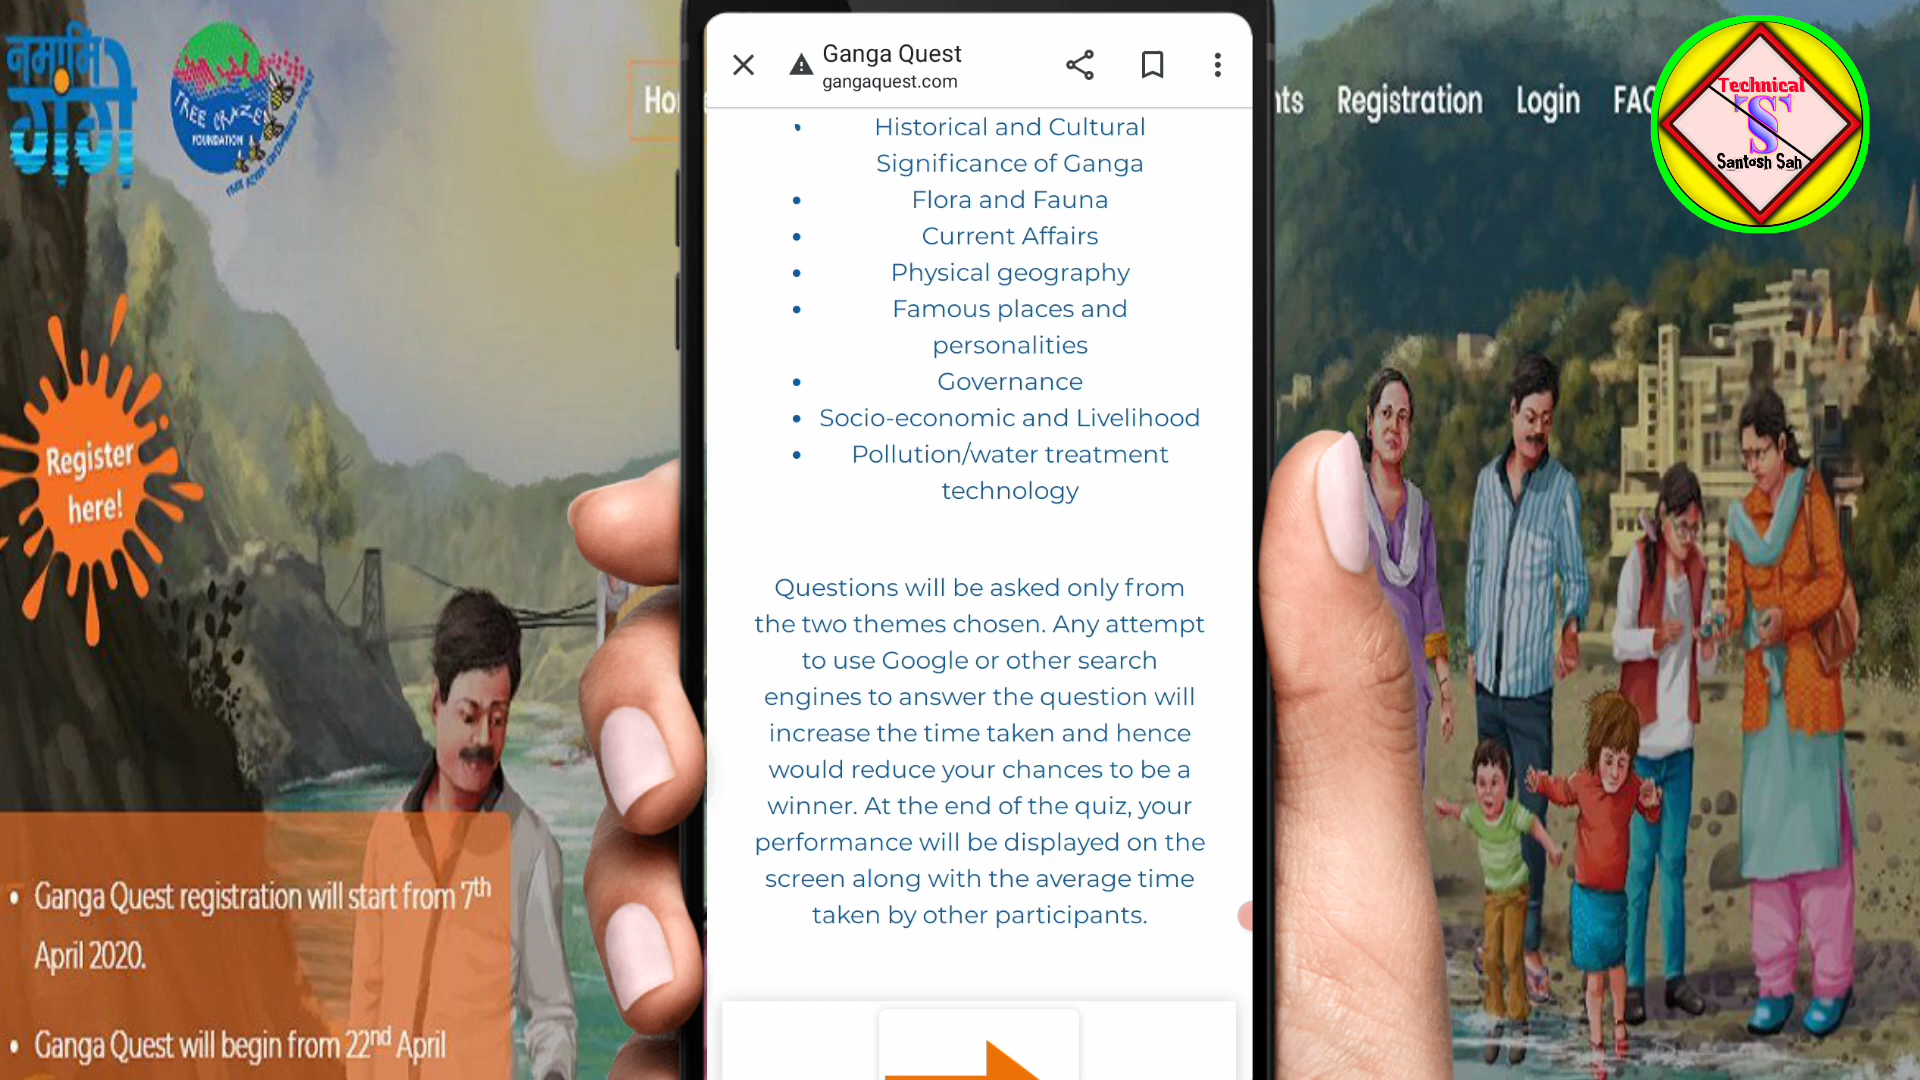 नमामि
गंगे
TREE CRAZE
FOUNDATION
Register
here!
Ganga Quest registration will start from 7th
April 2020.
Ganga Quest will begin from 22nd April
Ganga Quest
gangaquest.com
• Historical and Cultural
Significance of Ganga
• Flora and Fauna
• Current Affairs
• Physical geography
• Famous places and
personalities
• Governance
• Socio-economic and Livelihood
• Pollution/water treatment
technology
Questions will be asked only from
the two themes chosen. Any attempt
to use Google or other search
engines to answer the question will
increase the time taken and hence
would reduce your chances to be a
winner. At the end of the quiz, your
performance will be displayed on the
screen along with the average time
taken by other participants.
Registration Login
Technical
S
Santosh Sah